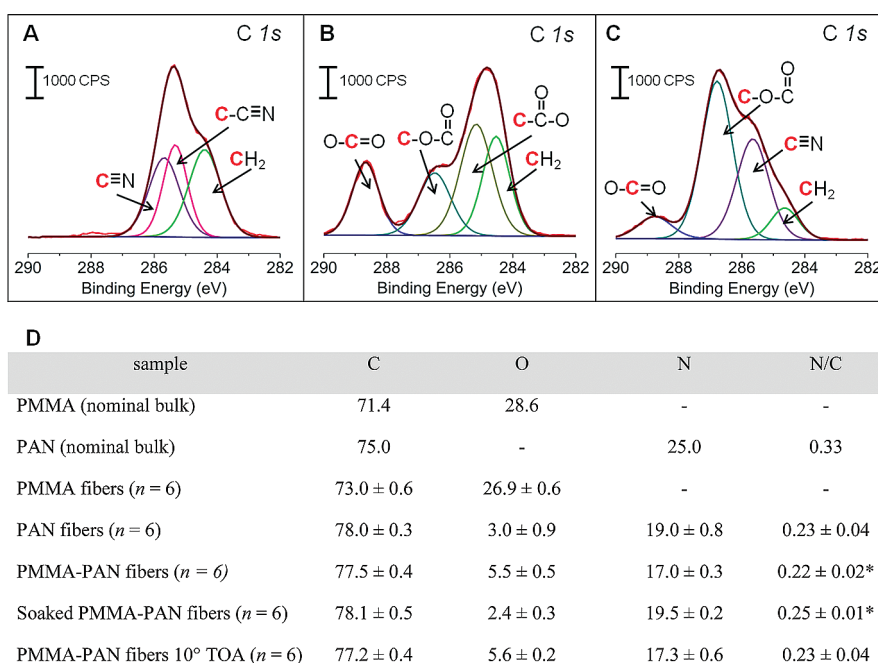 A C 1s
1000 CPS
C-C≡N
C≡N
CH2
290 288 286 284 282
Binding Energy (eV)
B C 1s
1000 CPS
O-C=O
C-O-C
O
C-C-O
O
CH2
290 288 286 284 282
Binding Energy (eV)
C C 1s
1000 CPS
O
C-O-C
C≡N
O-C=O
CH2
290 288 286 284 282
Binding Energy (eV)
D
sample C O N N/C
PMMA (nominal bulk) 71.4 28.6 - -
PAN (nominal bulk) 75.0 - 25.0 0.33
PMMA fibers (n = 6) 73.0 ± 0.6 26.9 ± 0.6 - -
PAN fibers (n = 6) 78.0 ± 0.3 3.0 ± 0.9 19.0 ± 0.8 0.23 ± 0.04
PMMA-PAN fibers (n = 6) 77.5 ± 0.4 5.5 ± 0.5 17.0 ± 0.3 0.22 ± 0.02*
Soaked PMMA-PAN fibers (n = 6) 78.1 ± 0.5 2.4 ± 0.3 19.5 ± 0.2 0.25 ± 0.01*
PMMA-PAN fibers 10° TOA (n = 6) 77.2 ± 0.4 5.6 ± 0.2 17.3 ± 0.6 0.23 ± 0.04